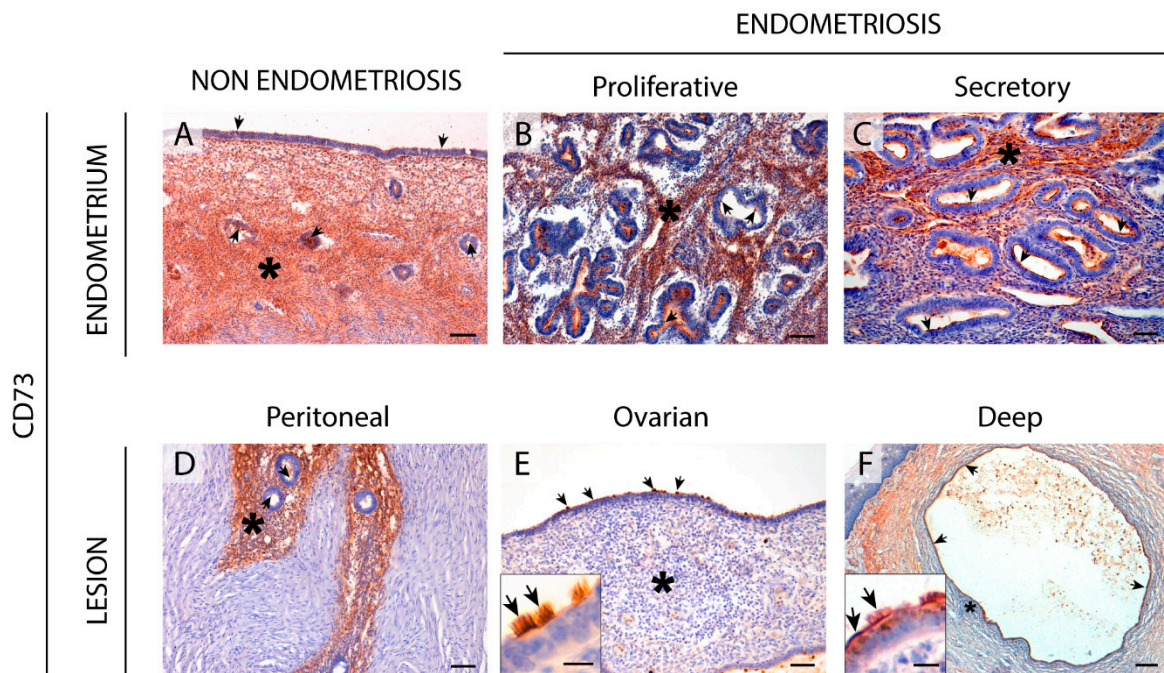 ENDOMETRIOSIS
NON ENDOMETRIOSIS
Proliferative
Secretory
CD73
ENDOMETRIUM
A
B
C
Peritoneal
Ovarian
Deep
LESION
D
E
F